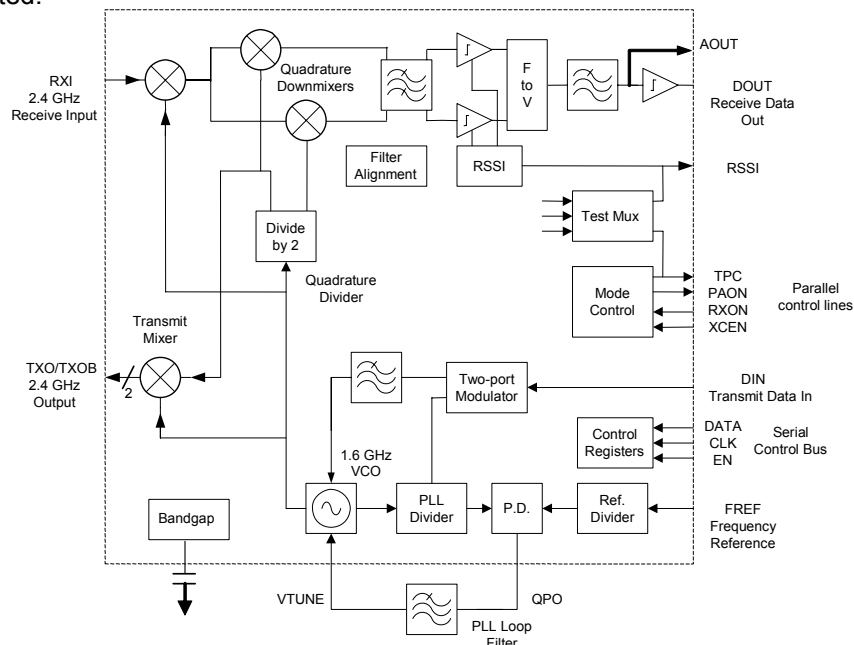 ted:
AOUT
RXI
2.4 GHz
Receive Input
Quadrature
Downmixers
F
to
V
DOUT
Receive Data
Out
Filter
Alignment
RSSI
RSSI
Divide
by 2
Test Mux
Quadrature
Divider
TPC
PAON
RXON
XCEN
Parallel
control lines
Mode
Control
Transmit
Mixer
TXO/TXOB
2.4 GHz
Output
2
Two-port
Modulator
DIN
Transmit Data In
Control
Registers
DATA
CLK
EN
Serial
Control Bus
1.6 GHz
VCO
PLL
Divider
P.D.
Ref.
Divider
FREF
Frequency
Reference
Bandgap
VTUNE
QPO
PLL Loop
Filter